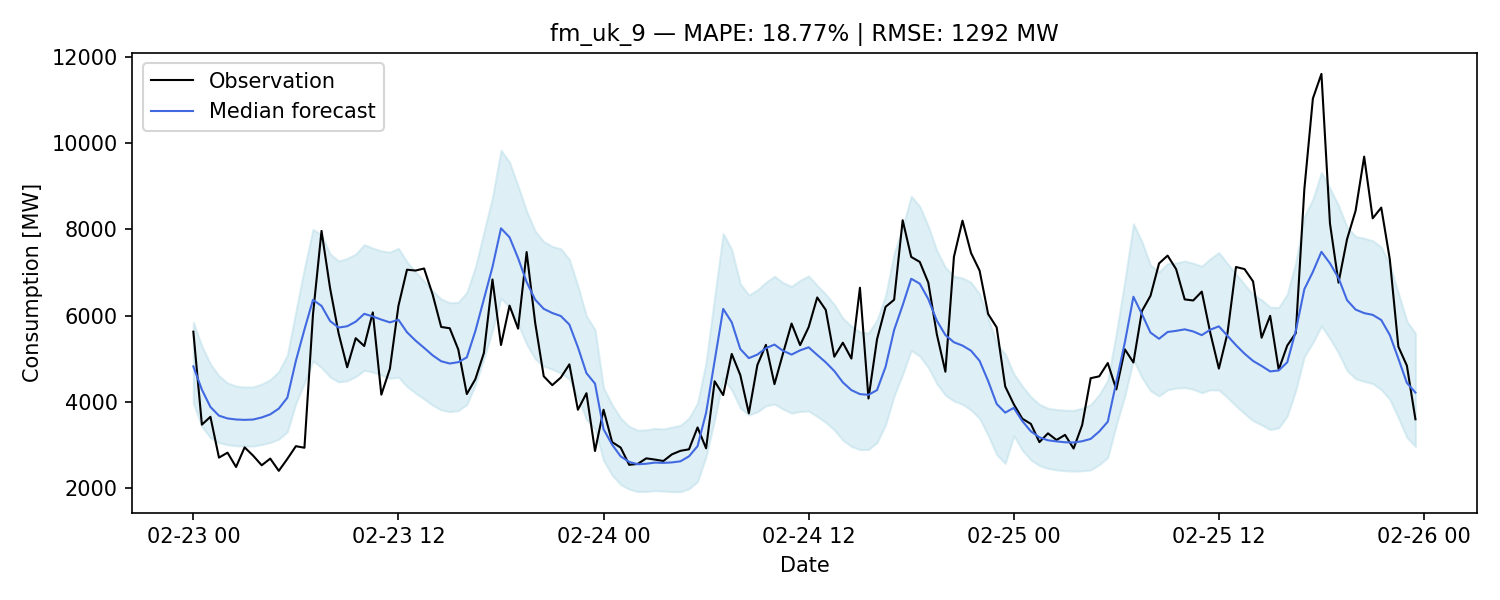 fm_uk_9 — MAPE: 18.77% | RMSE: 1292 MW
12000
10000
8000
6000
4000
2000
Consumption [MW]
Observation
Median forecast
02-23 00
02-23 12
02-24 00
02-24 12
02-25 00
02-25 12
02-26 00
Date